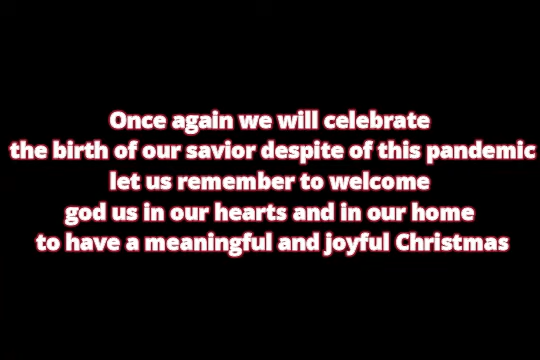 Once again we will celebrate
the birth of our savior despite of this pandemic
let us remember to welcome
god us in our hearts and in our home
to have a meaningful and joyful Christmas